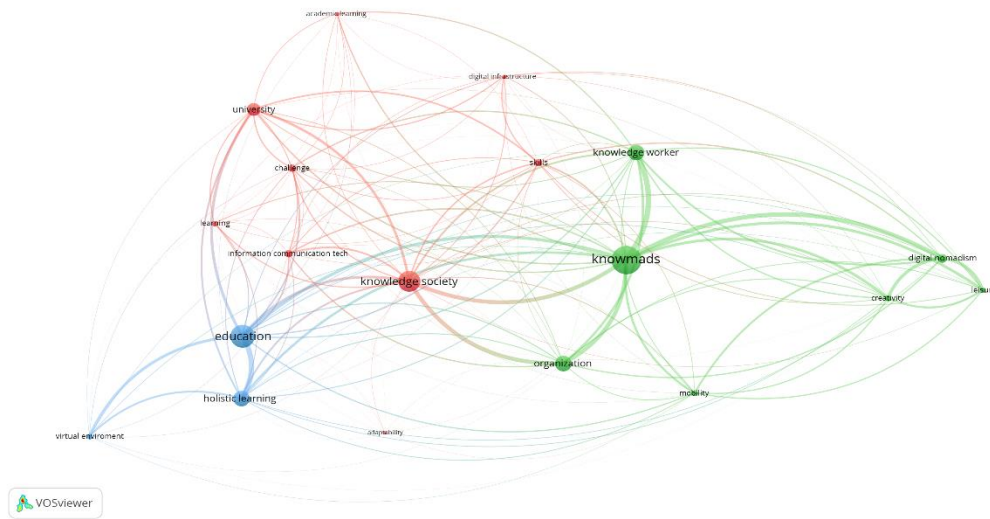 academic learning
digital infrastructure
university
knowledge worker
challenge
skills
learning
information communication tech
knowmads
digital nomadism
knowledge society
leisur
creativity
education
organization
mobility
holistic learning
adaptability
virtual enviroment
VOSviewer